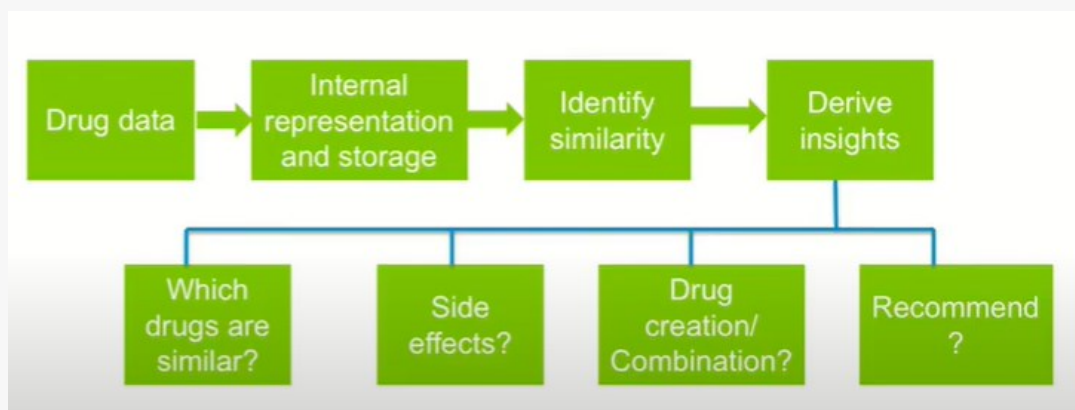 Drug data
Internal
representation
and storage
Identify
similarity
Derive
insights
Which
drugs are
similar?
Side
effects?
Drug
creation/
Combination?
Recommend
?